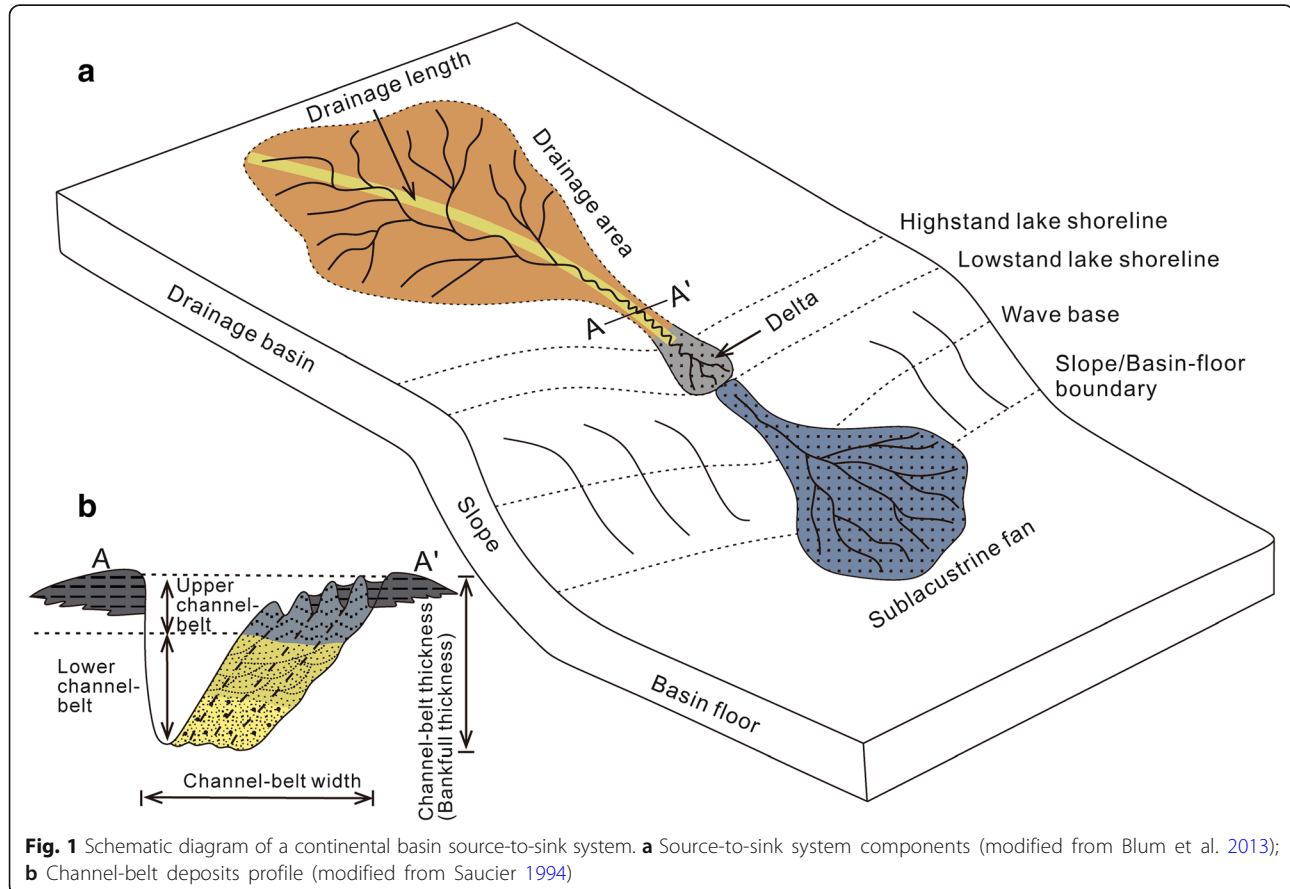 a
Drainage length
Drainage area
Highstand lake shoreline
Lowstand lake shoreline
Wave base
Slope/Basin-floor
boundary
A
A'
Delta
Drainage basin
Slope
Basin floor
Sublacustrine fan
b
A
A'
Upper
channel-
belt
Lower
channel-
belt
Channel-belt thickness
(Bankfull thickness)
Channel-belt width
Fig. 1 Schematic diagram of a continental basin source-to-sink system. a Source-to-sink system components (modified from Blum et al. 2013);
b Channel-belt deposits profile (modified from Saucier 1994)